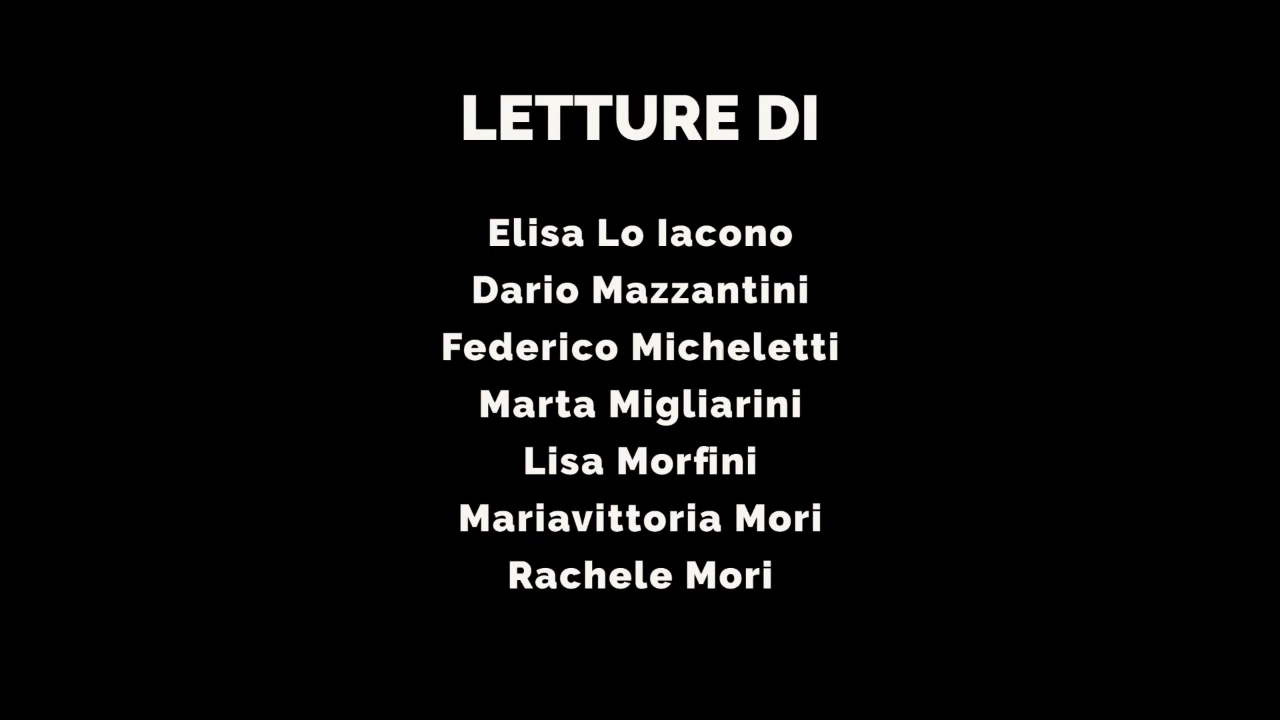 LETTURE DI
Elisa Lo Iacono
Dario Mazzantini
Federico Micheletti
Marta Migliarini
Lisa Morfini
Mariavittoria Mori
Rachele Mori